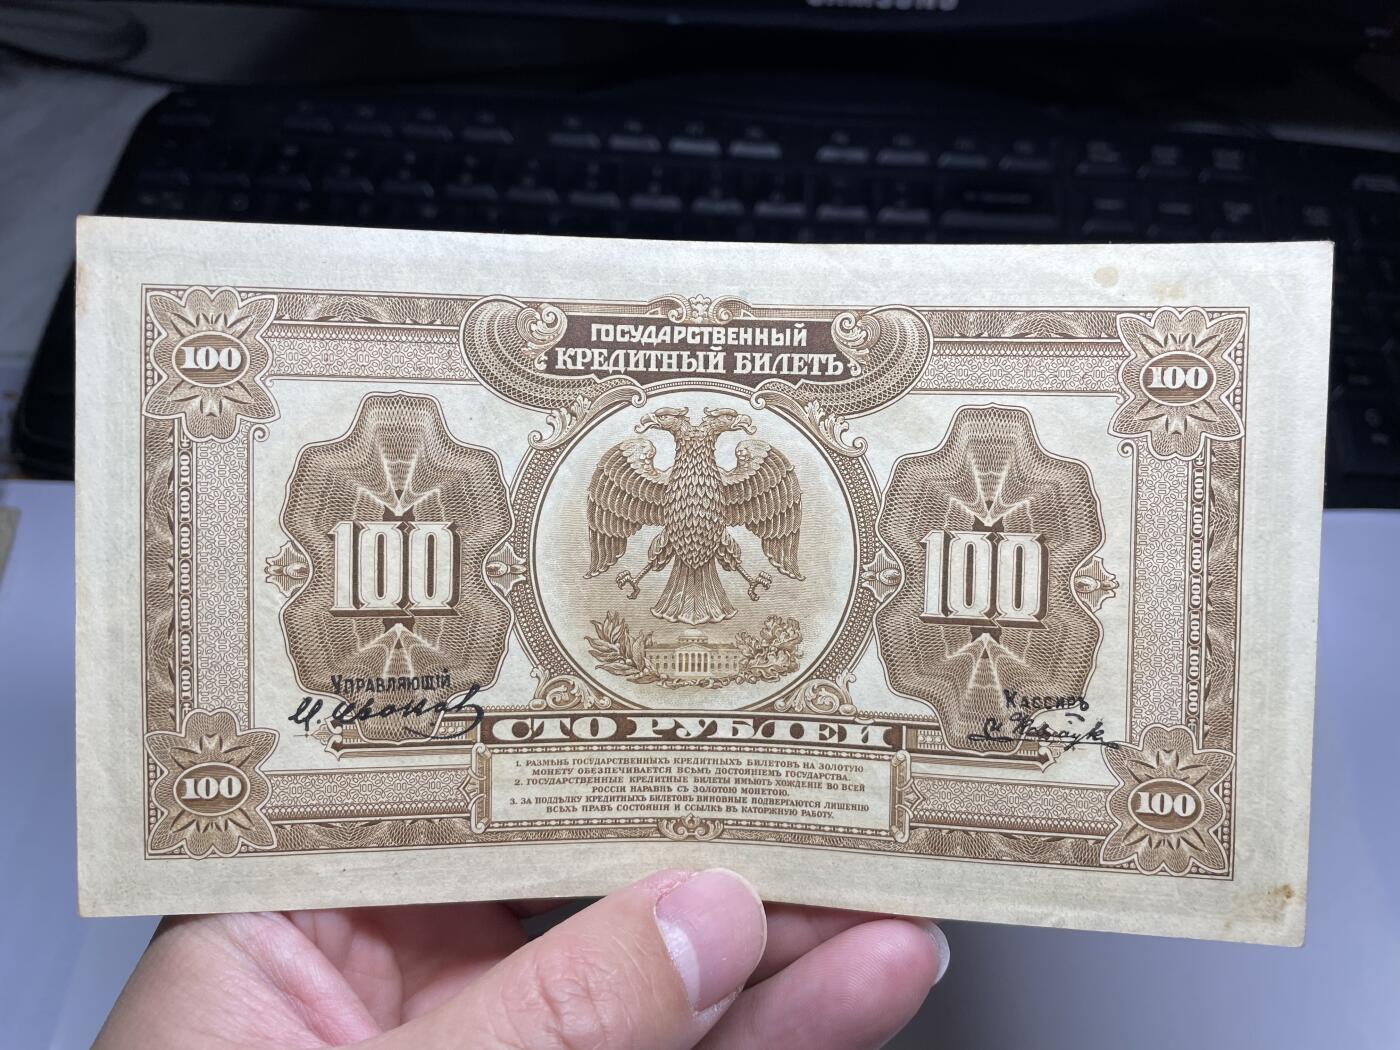 SAMSUNG
ГОСУДАРСТВЕННЫЙ
КРЕДИТНЫЙ БИЛЕТЪ
100
100
100
100
УПРАВЛЯЮЩІЙ
КАССИРЪ
СТО РУБЛЕЙ
1. РАЗМѢНЪ ГОСУДАРСТВЕННЫХЪ КРЕДИТНЫХЪ БИЛЕТОВЪ НА ЗОЛОТУЮ
МОНЕТУ ОБЕЗПЕЧИВАЕТСЯ ВСѢМЪ ДОСТОЯНІЕМЪ ГОСУДАРСТВА.
2. ГОСУДАРСТВЕННЫЕ КРЕДИТНЫЕ БИЛЕТЫ ИМѢЮТЪ ХОЖДЕНІЕ ВО ВСЕЙ
РОССІИ НАРАВНѢ СЪ ЗОЛОТОЮ МОНЕТОЮ.
3. ЗА ПОДДѢЛКУ КРЕДИТНЫХЪ БИЛЕТОВЪ ВИНОВНЫЕ ПОДВЕРГАЮТСЯ ЛИШЕНІЮ
ВСѢХЪ ПРАВЪ СОСТОЯНІЯ И ССЫЛКѢ ВЪ КАТОРЖНУЮ РАБОТУ.
100
100